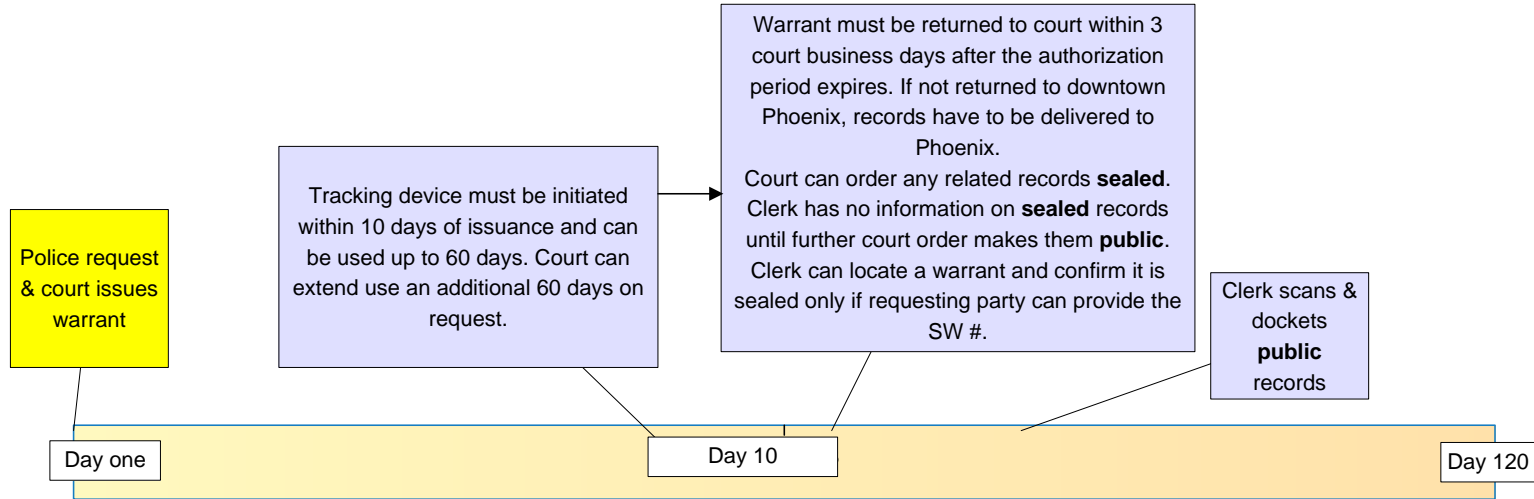 Police request
& court issues
warrant
Tracking device must be initiated
within 10 days of issuance and can
be used up to 60 days. Court can
extend use an additional 60 days on
request.
Warrant must be returned to court within 3
court business days after the authorization
period expires. If not returned to downtown
Phoenix, records have to be delivered to
Phoenix.
Court can order any related records sealed.
Clerk has no information on sealed records
until further court order makes them public.
Clerk can locate a warrant and confirm it is
sealed only if requesting party can provide the
SW #.
Clerk scans &
dockets
public
records
Day one
Day 10
Day 120